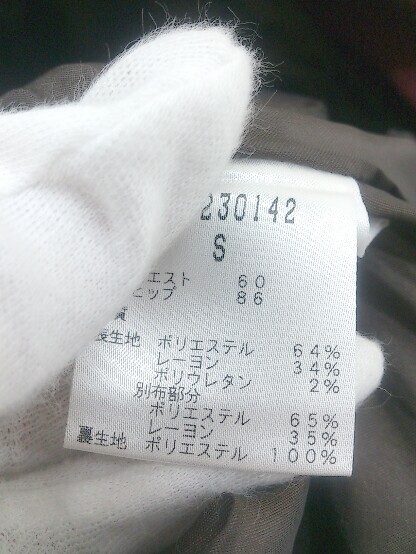 230142
S
エスト 60
ヒップ 86
質
表生地 ポリエステル 64%
レーヨン 34%
ポリウレタン 2%
別布部分
ポリエステル 65%
レーヨン 35%
裏生地 ポリエステル 100%